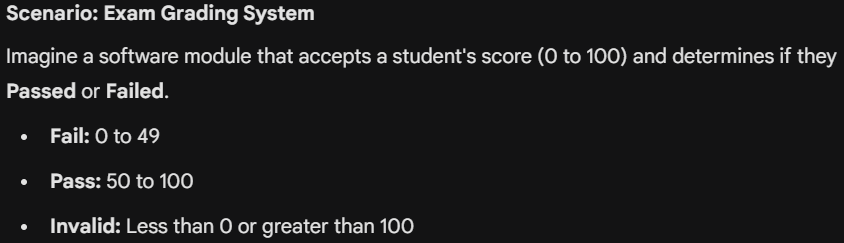 Scenario: Exam Grading System
Imagine a software module that accepts a student's score (0 to 100) and determines if they
Passed or Failed.
• Fail: 0 to 49
• Pass: 50 to 100
• Invalid: Less than 0 or greater than 100